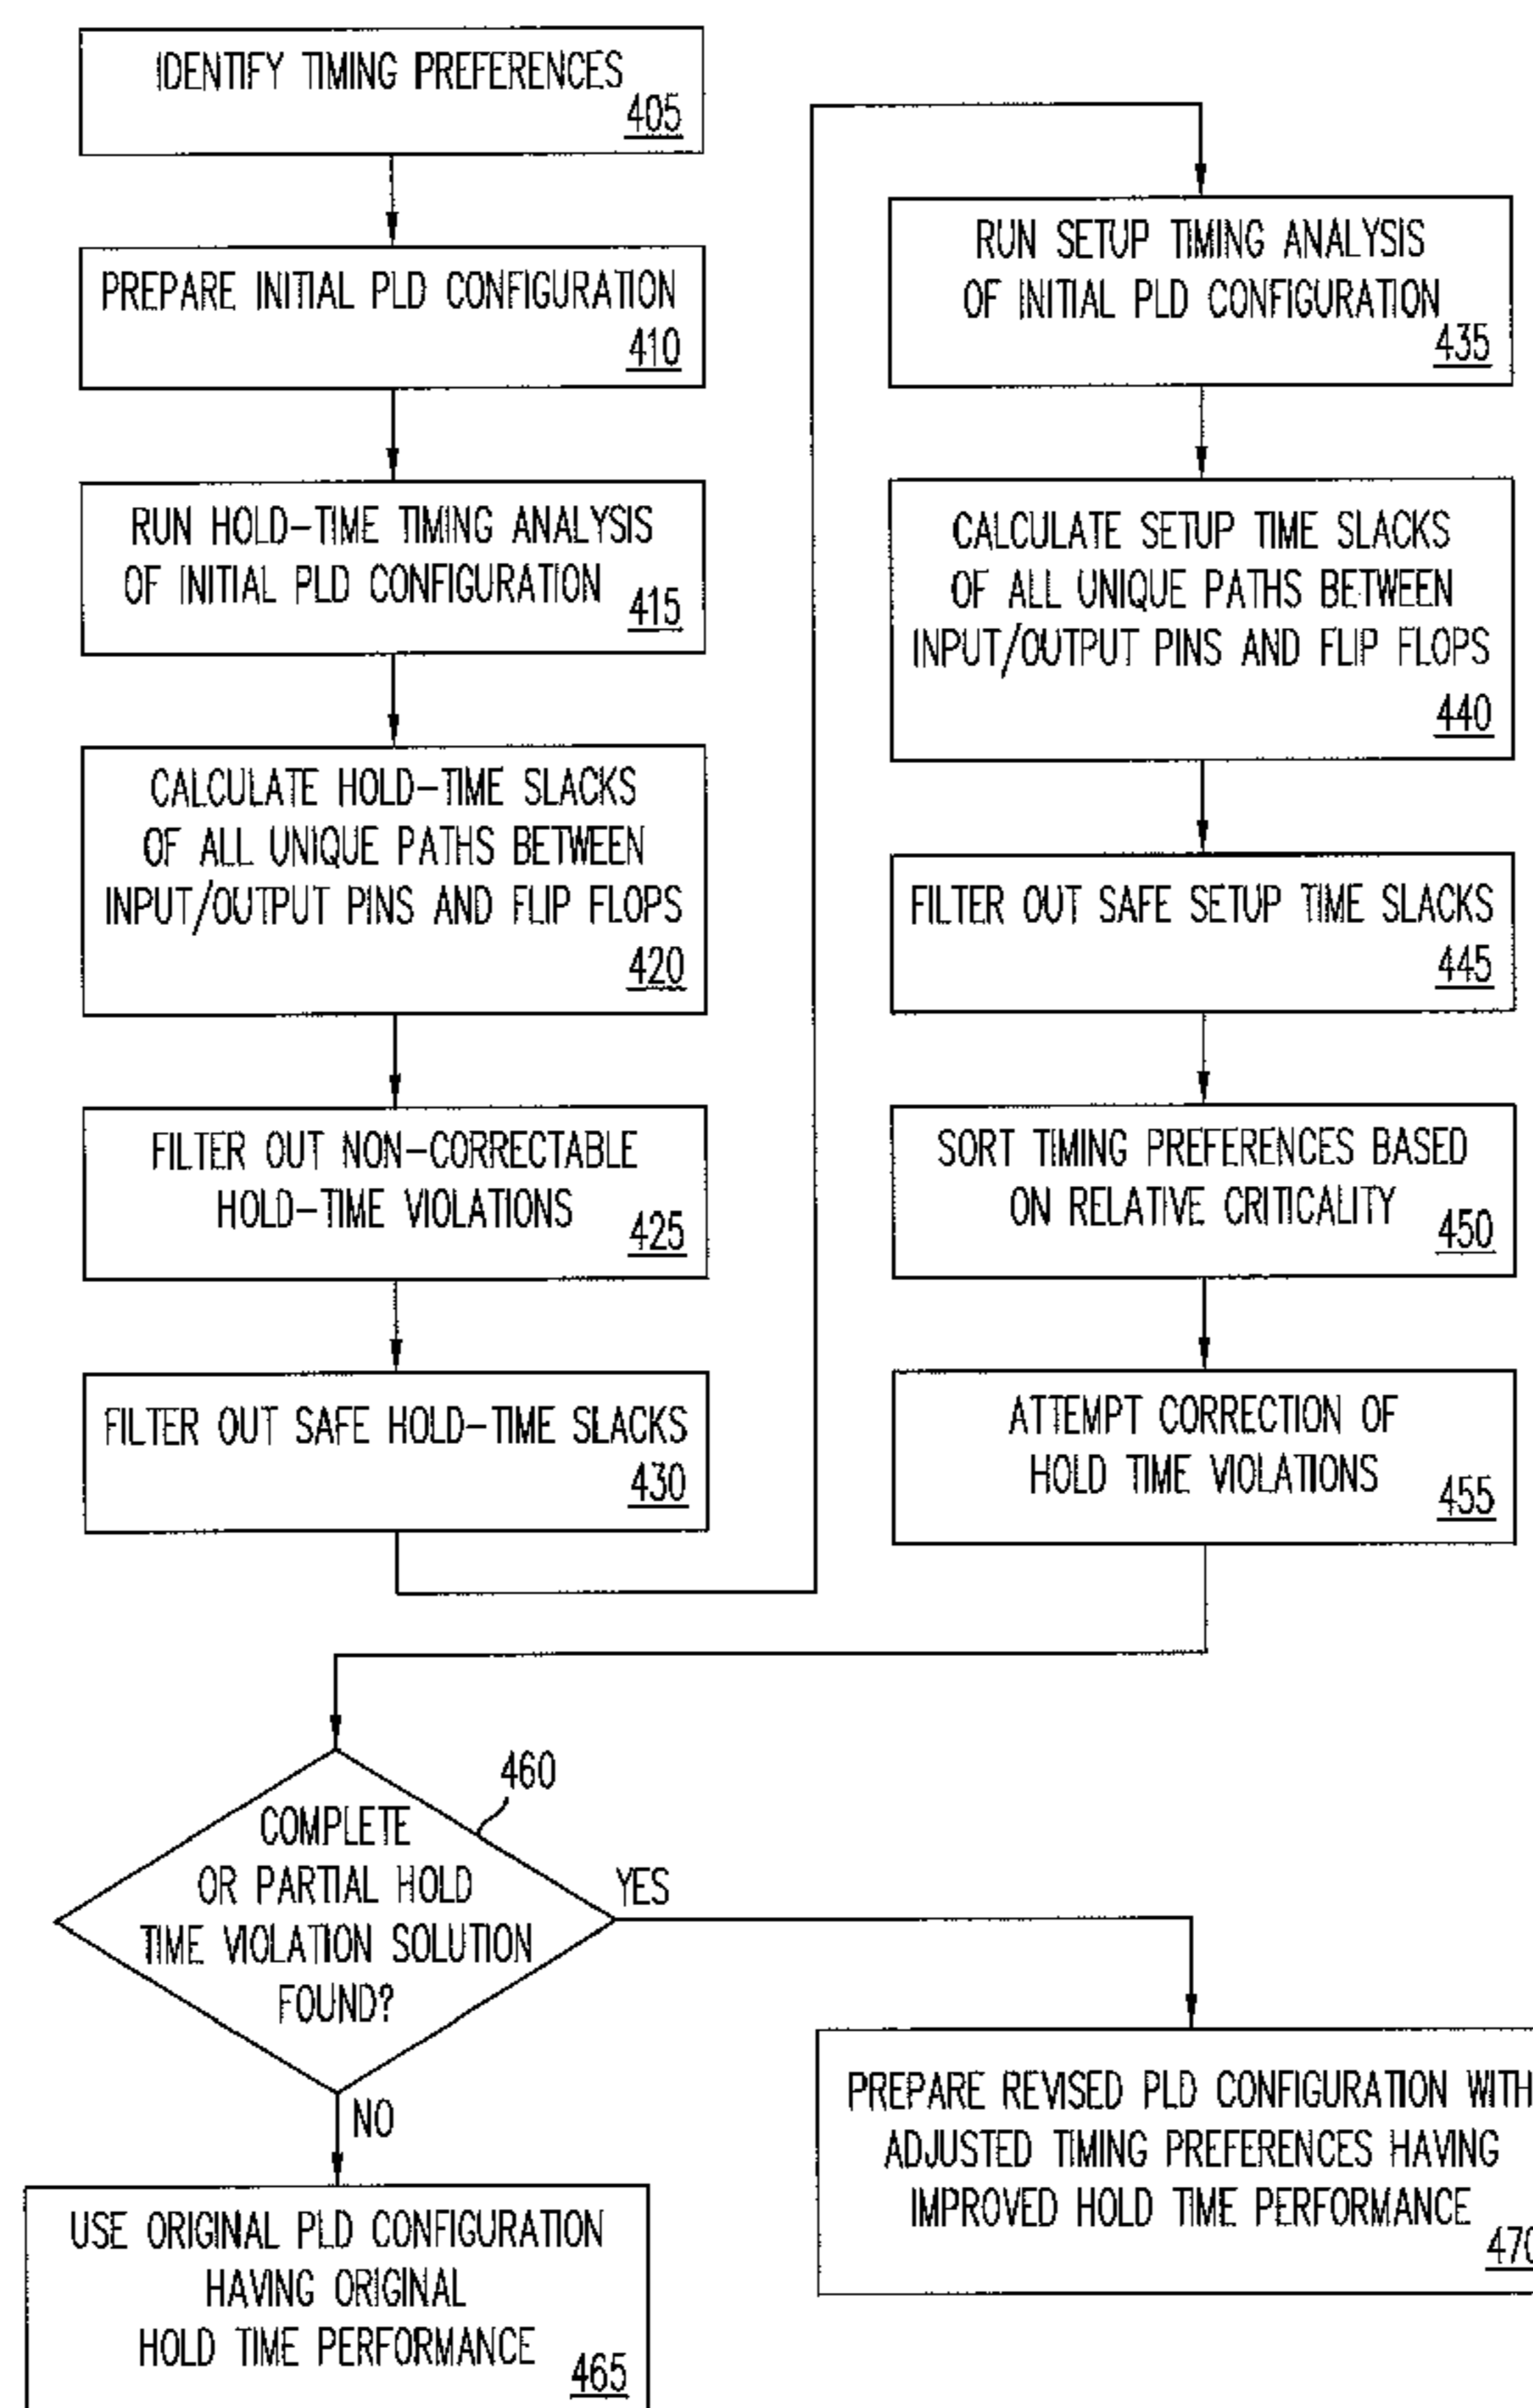 IDENTIFY TIMING PREFERENCES
405
PREPARE INITIAL PLD CONFIGURATION
410
RUN HOLD-TIME TIMING ANALYSIS
OF INITIAL PLD CONFIGURATION
415
CALCULATE HOLD-TIME SLACKS
OF ALL UNIQUE PATHS BETWEEN
INPUT/OUTPUT PINS AND FLIP FLOPS
420
FILTER OUT NON-CORRECTABLE
HOLD-TIME VIOLATIONS
425
FILTER OUT SAFE HOLD-TIME SLACKS
430
RUN SETUP TIMING ANALYSIS
OF INITIAL PLD CONFIGURATION
435
CALCULATE SETUP TIME SLACKS
OF ALL UNIQUE PATHS BETWEEN
INPUT/OUTPUT PINS AND FLIP FLOPS
440
FILTER OUT SAFE SETUP TIME SLACKS
445
SORT TIMING PREFERENCES BASED
ON RELATIVE CRITICALITY
450
ATTEMPT CORRECTION OF
HOLD TIME VIOLATIONS
455
460
COMPLETE
OR PARTIAL HOLD
TIME VIOLATION SOLUTION
FOUND?
YES
NO
PREPARE REVISED PLD CONFIGURATION WITH
ADJUSTED TIMING PREFERENCES HAVING
IMPROVED HOLD TIME PERFORMANCE
470
USE ORIGINAL PLD CONFIGURATION
HAVING ORIGINAL
HOLD TIME PERFORMANCE
465